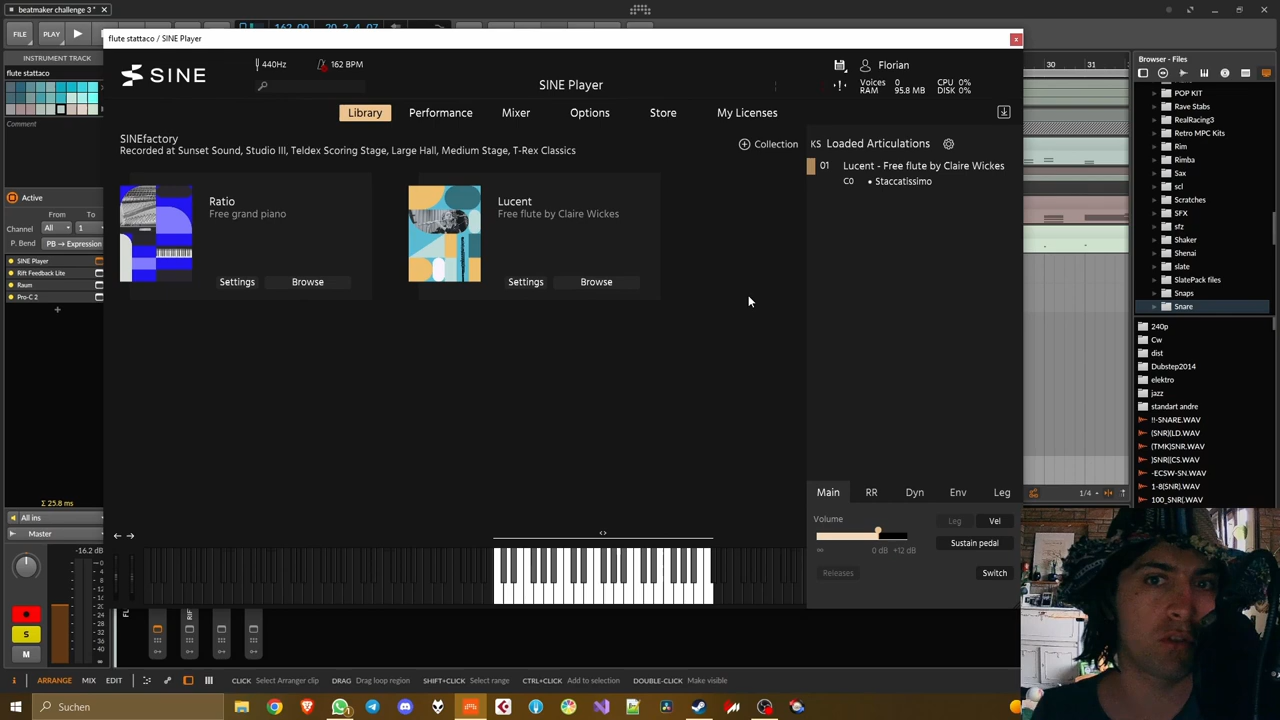 beatmaker challenge 3 *
FILE
PLAY
INSTRUMENT TRACK
flute stattaco
Comment
Active
From
To
Channel
All
1
P. Bend
PB → Expression
SINE Player
Rift Feedback Lite
Raum
Pro-C 2
Σ 25.8 ms
All ins
Master
-16.2 dB
S
M
flute stattaco / SINE Player
SINE
440Hz
162 BPM
SINE Player
Florian
Voices 0
RAM 95.8 MB
CPU 0%
DISK 0%
Library
Performance
Mixer
Options
Store
My Licenses
SINEfactory
Recorded at Sunset Sound, Studio III, Teldex Scoring Stage, Large Hall, Medium Stage, T-Rex Classics
Collection
Ratio
Free grand piano
Settings
Browse
Lucent
Free flute by Claire Wickes
Settings
Browse
KS Loaded Articulations
01 Lucent - Free flute by Claire Wickes
C0 • Staccatissimo
Main
RR
Dyn
Env
Leg
Volume
∞
0 dB
+12 dB
Leg
Vel
Sustain pedal
Releases
Switch
30
31
1/4
Browser - Files
POP KIT
Rave Stabs
RealRacing3
Retro MPC Kits
Rim
Rimba
Sax
scl
Scratches
SFX
sfz
Shaker
Shenai
slate
SlatePack files
Snaps
Snare
240p
Cw
dist
Dubstep2014
elektro
jazz
standart andre
!!-SNARE.WAV
(SNR)(LD.WAV
(TMK)SNR.WAV
)SNR((CS.WAV
-ECSW-SN.WAV
1-8(SNR).WAV
100_SNR(.WAV
ARRANGE
MIX
EDIT
CLICK Select Arranger clip
DRAG Drag loop region
SHIFT+CLICK Select range
CTRL+CLICK Add to selection
DOUBLE-CLICK Make visible
Suchen